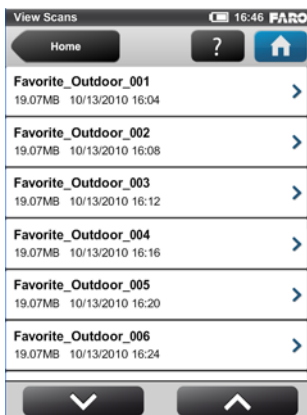 View Scans 16:46 FARO
Home ?
Favorite_Outdoor_001
19.07MB 10/13/2010 16:04
Favorite_Outdoor_002
19.07MB 10/13/2010 16:08
Favorite_Outdoor_003
19.07MB 10/13/2010 16:12
Favorite_Outdoor_004
19.07MB 10/13/2010 16:16
Favorite_Outdoor_005
19.07MB 10/13/2010 16:20
Favorite_Outdoor_006
19.07MB 10/13/2010 16:24